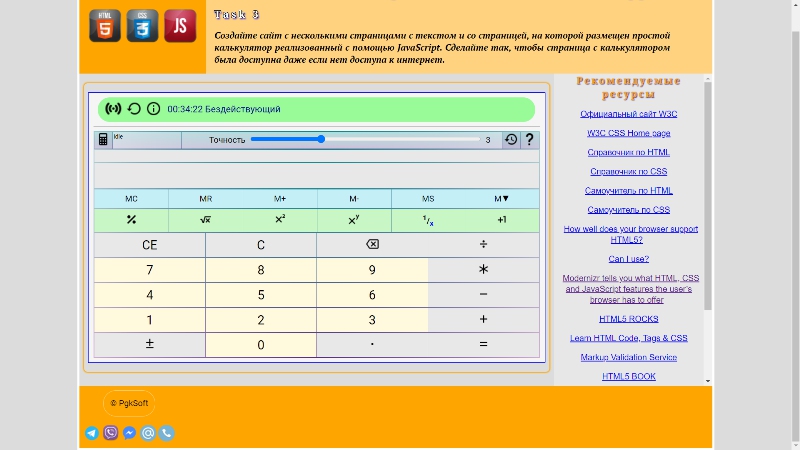 HTML
5
CSS
3
JS
Task 3
Создайте сайт с несколькими страницами с текстом и со страницей, на которой размещен простой
калькулятор реализованный с помощью JavaScript. Сделайте так, чтобы страница с калькулятором
была доступна даже если нет доступа к интернет.
00:34:22 Бездействующий
Idle
Точность 3 ?
MC MR M+ M- MS M▼
% √x x² xʸ ¹/x +1
CE C ÷
7 8 9 *
4 5 6 −
1 2 3 +
± 0 . =
Рекомендуемые
ресурсы
Официальный сайт W3C
W3C CSS Home page
Справочник по HTML
Справочник по CSS
Самоучитель по HTML
Самоучитель по CSS
How well does your browser support
HTML5?
Can I use?
Modernizr tells you what HTML, CSS
and JavaScript features the user's
browser has to offer
HTML5 ROCKS
Learn HTML Code, Tags & CSS
Markup Validation Service
HTML5 BOOK
© PgkSoft